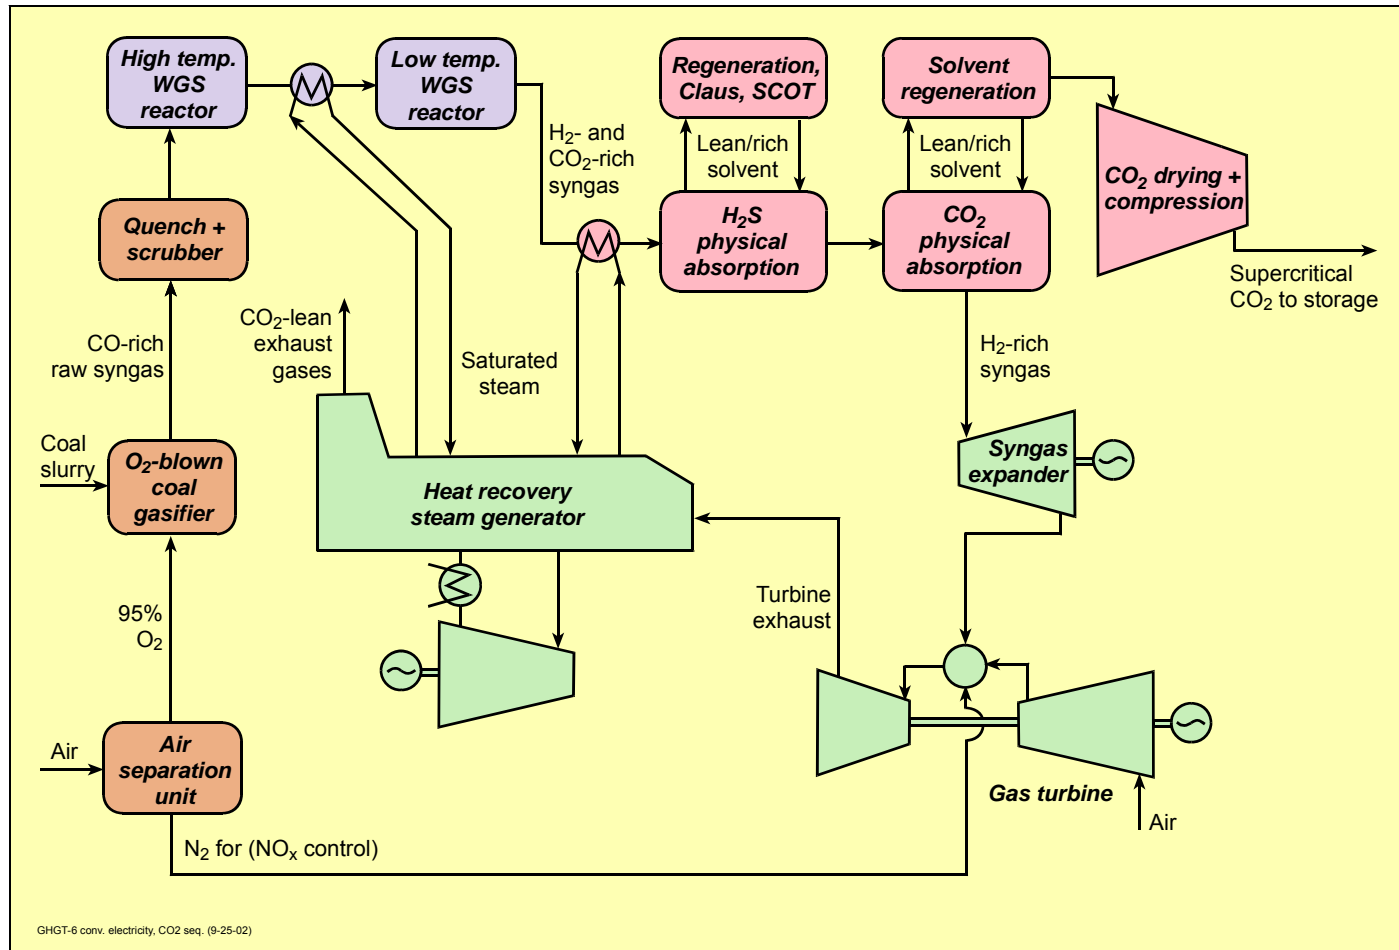 High temp.
WGS
reactor
Low temp.
WGS
reactor
Regeneration,
Claus, SCOT
Solvent
regeneration
H₂- and
CO₂-rich
syngas
Lean/rich
solvent
Lean/rich
solvent
CO₂ drying +
compression
Quench +
scrubber
H₂S
physical
absorption
CO₂
physical
absorption
Supercritical
CO₂ to storage
CO₂-lean
exhaust
gases
CO-rich
raw syngas
Saturated
steam
H₂-rich
syngas
Coal
slurry
O₂-blown
coal
gasifier
Syngas
expander
Heat recovery
steam generator
95%
O₂
Turbine
exhaust
Air
Air
separation
unit
Gas turbine
Air
N₂ for (NOₓ control)
GHGT-6 conv. electricity, CO2 seq. (9-25-02)